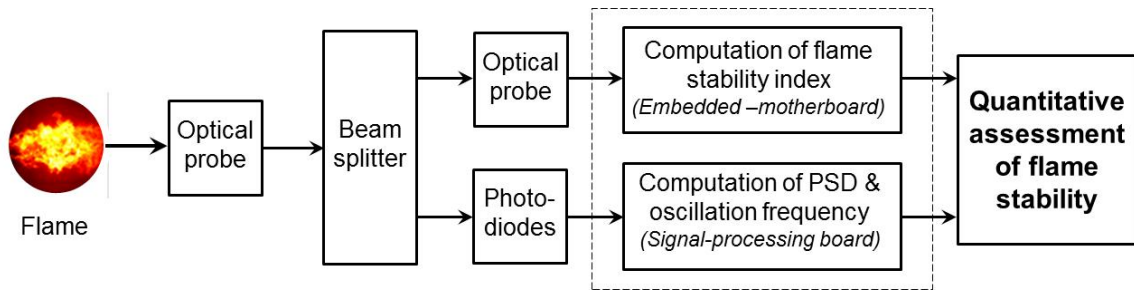 Flame
Optical
probe
Beam
splitter
Optical
probe
Photo-
diodes
Computation of flame
stability index
(Embedded –motherboard)
Computation of PSD &
oscillation frequency
(Signal-processing board)
Quantitative
assessment
of flame
stability